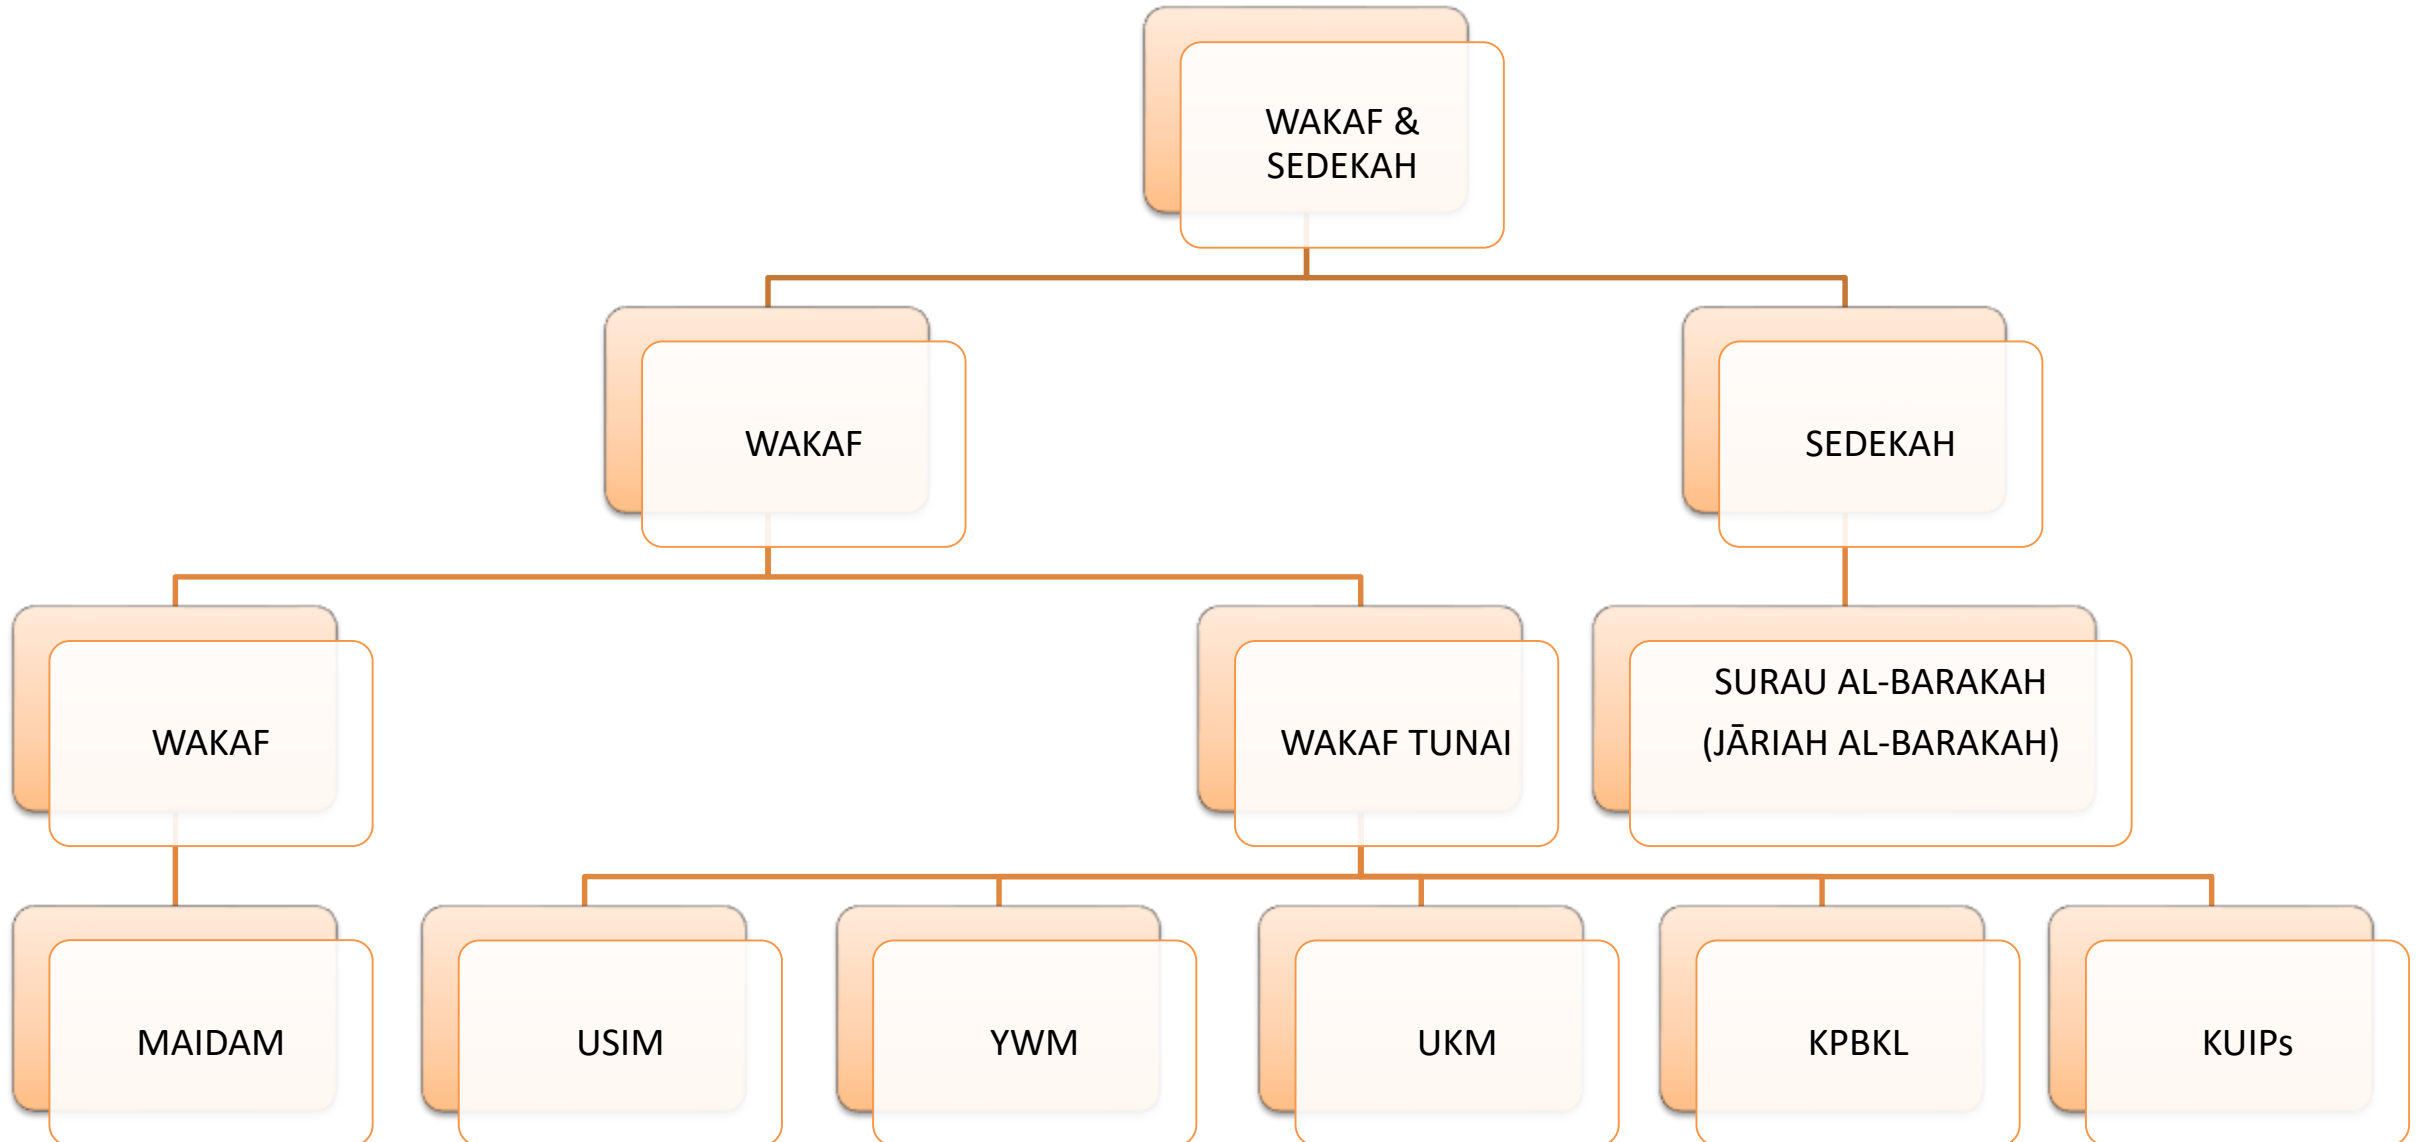 WAKAF &
SEDEKAH
WAKAF
SEDEKAH
WAKAF
WAKAF TUNAI
SURAU AL-BARAKAH
(JĀRIAH AL-BARAKAH)
MAIDAM
USIM
YWM
UKM
KPBKL
KUIPs